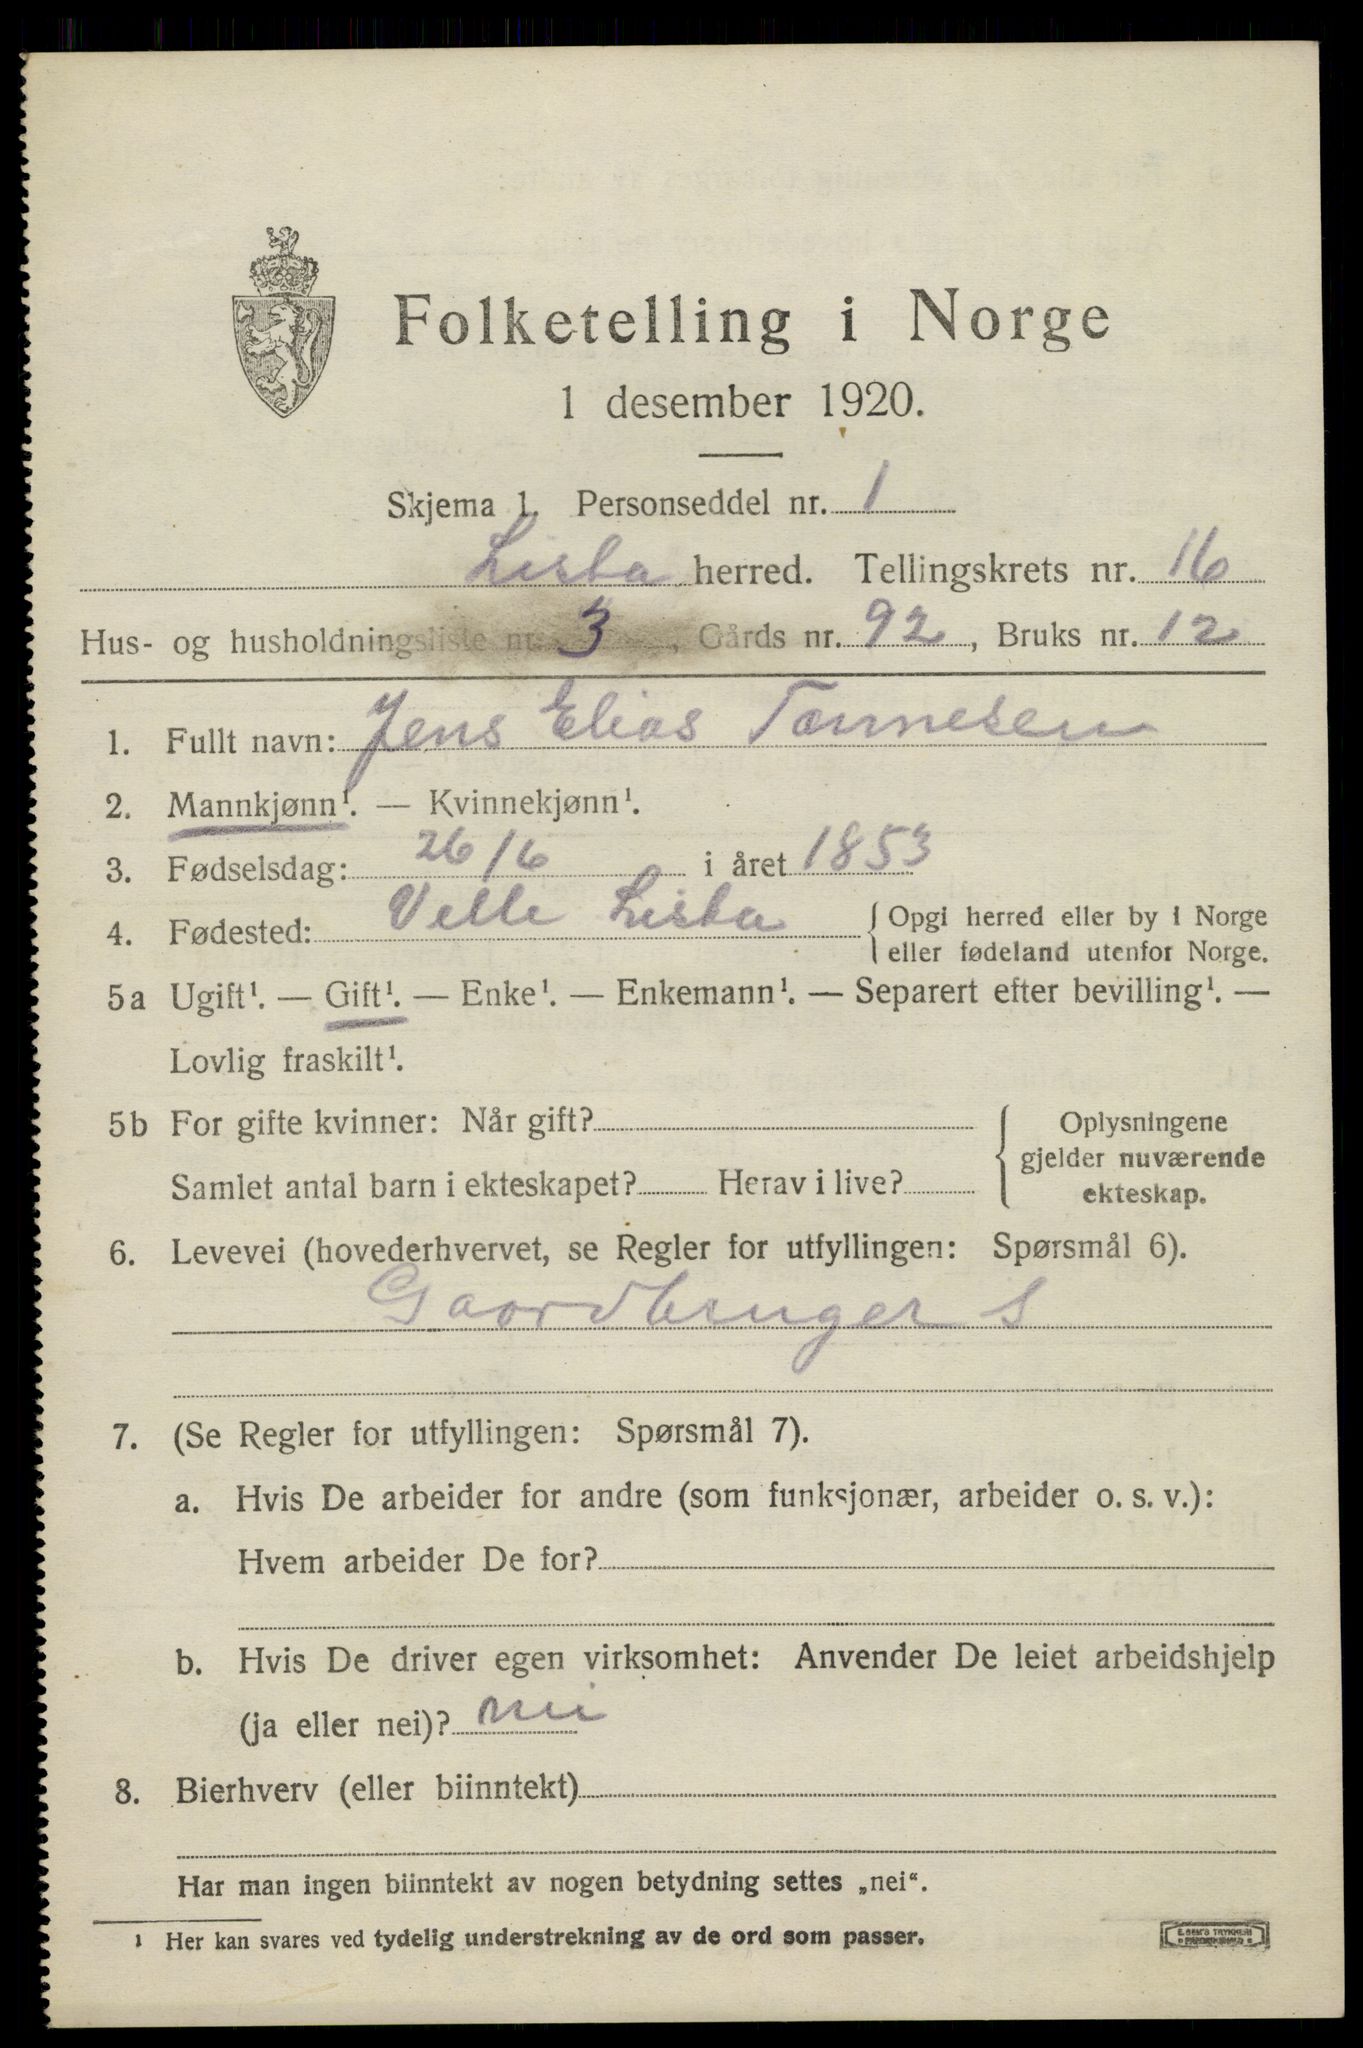 Folketelling i Norge
1 desember 1920.
Skjema 1. Personseddel nr. 1
Lista herred. Tellingskrets nr. 16
Hus- og husholdningsliste nr. 3, Gårds nr. 92, Bruks nr. 12
1. Fullt navn: Jens Elias Tønnesen
2. Mannkjønn¹. — Kvinnekjønn¹.
3. Fødselsdag: 26/6 i året 1853
4. Fødested: Velle Lista { Opgi herred eller by i Norge
eller fødeland utenfor Norge.
5a Ugift¹. — Gift¹. — Enke¹. — Enkemann¹. — Separert efter bevilling¹. —
Lovlig fraskilt¹.
5b For gifte kvinner: Når gift? { Oplysningene
gjelder nuværende
Samlet antal barn i ekteskapet? Herav i live? ekteskap.
6. Levevei (hovederhvervet, se Regler for utfyllingen: Spørsmål 6).
Gaardbruger S
7. (Se Regler for utfyllingen: Spørsmål 7).
a. Hvis De arbeider for andre (som funksjonær, arbeider o. s. v.):
Hvem arbeider De for?
b. Hvis De driver egen virksomhet: Anvender De leiet arbeidshjelp
(ja eller nei)? nei
8. Bierhverv (eller biinntekt)
Har man ingen biinntekt av nogen betydning settes „nei“.
¹ Her kan svares ved tydelig understrekning av de ord som passer.